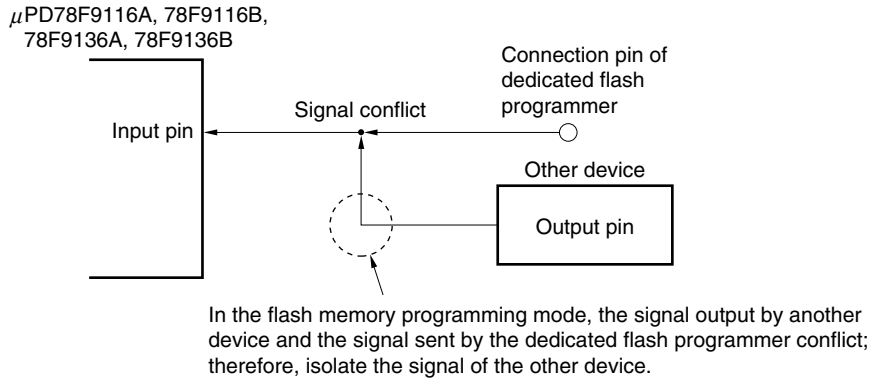 μPD78F9116A, 78F9116B,
78F9136A, 78F9136B
Connection pin of
dedicated flash
programmer
Signal conflict
Input pin
Other device
Output pin
In the flash memory programming mode, the signal output by another
device and the signal sent by the dedicated flash programmer conflict;
therefore, isolate the signal of the other device.